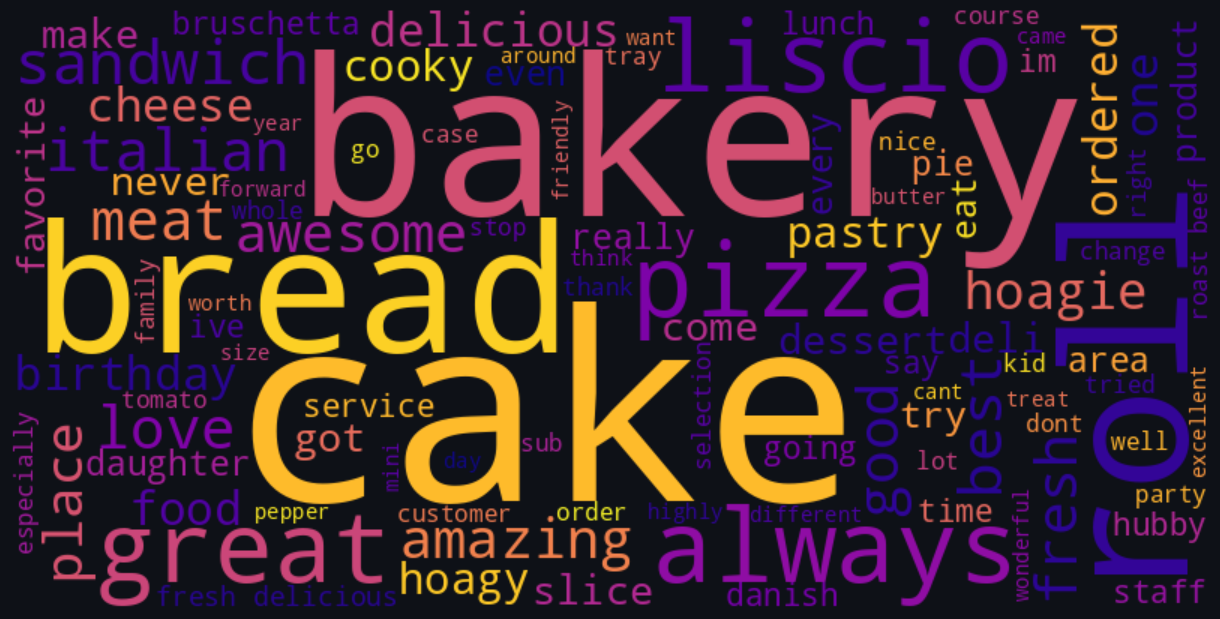 make
bruschetta
delicious
want
liscio
lunch
course
came
im
sandwich
cooky
around
even
tray
ordered
one
product
cheese
year
bakery
case
go
friendly
every
nice
pie
favorite
italian
never
forward
whole
butter
eat
right
meat
awesome
stop
really
think
thank
pastry
change
roast beef
bread
family
worth
ive
size
pizza
come
hoagie
roll
birthday
tomato
cake
service
got
selection
dessert
deli
say
kid
area
tried
cant
try
treat
dont
well
excellent
especially
place
love
daughter
mini
day
sub
going
good
lot
best
fresh
party
food
pepper
customer
order
highly
different
time
wonderful
hubby
great
amazing
always
fresh delicious
hoagy
slice
danish
staff